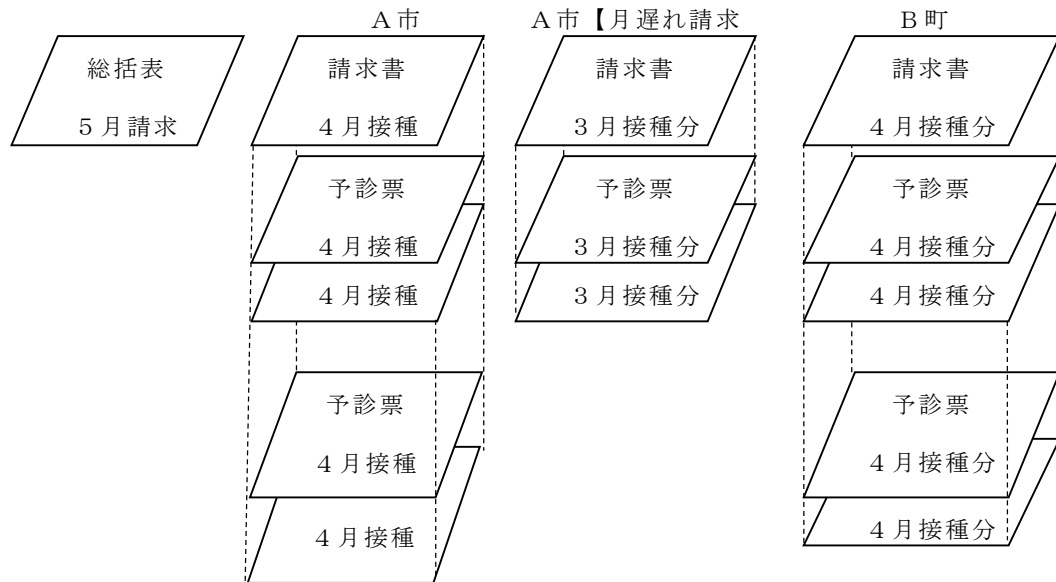 総括表
５月請求
Ａ市
請求書
４月接種
予診票
４月接種
４月接種
予診票
４月接種
４月接種
Ａ市【月遅れ請求
請求書
３月接種分
予診票
３月接種分
３月接種分
Ｂ町
請求書
４月接種分
予診票
４月接種分
４月接種分
予診票
４月接種分
４月接種分